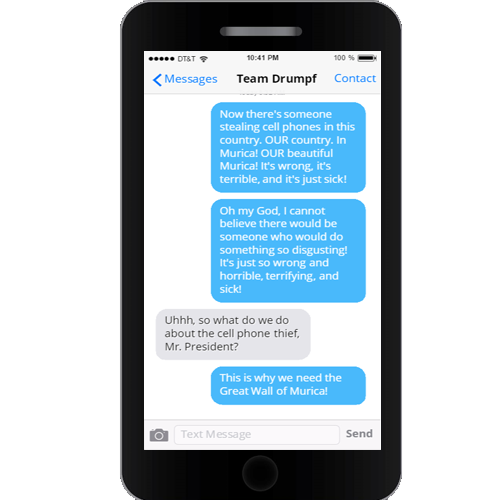 DT&T 10:41 PM 100 %
Messages Team Drumpf Contact
Now there's someone
stealing cell phones in this
country. OUR country. In
Murica! OUR beautiful
Murica! It's wrong, it's
terrible, and it's just sick!
Oh my God, I cannot
believe there would be
someone who would do
something so disgusting!
It's just so wrong and
horrible, terrifying, and
sick!
Uhhh, so what do we do
about the cell phone thief,
Mr. President?
This is why we need the
Great Wall of Murica!
Text Message Send